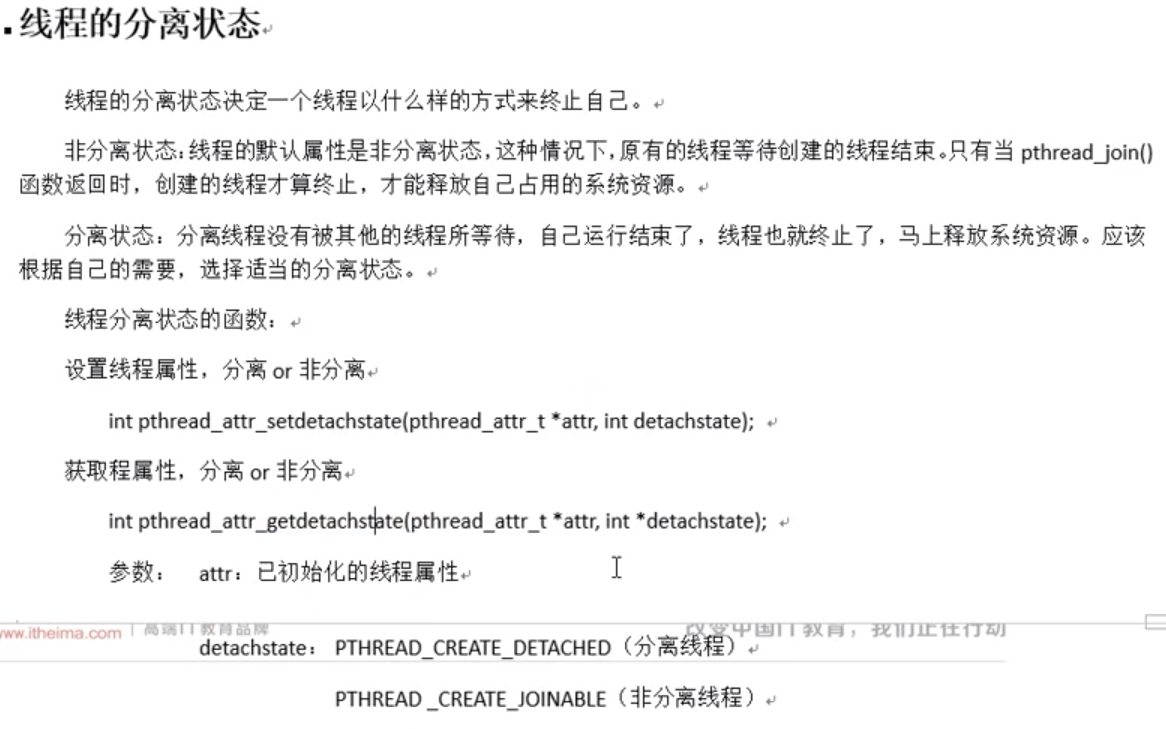 线程的分离状态
线程的分离状态决定一个线程以什么样的方式来终止自己。
非分离状态：线程的默认属性是非分离状态，这种情况下，原有的线程等待创建的线程结束。只有当 pthread_join()
函数返回时，创建的线程才算终止，才能释放自己占用的系统资源。
分离状态：分离线程没有被其他的线程所等待，自己运行结束了，线程也就终止了，马上释放系统资源。应该
根据自己的需要，选择适当的分离状态。
线程分离状态的函数：
设置线程属性，分离 or 非分离
int pthread_attr_setdetachstate(pthread_attr_t *attr, int detachstate);
获取程属性，分离 or 非分离
int pthread_attr_getdetachstate(pthread_attr_t *attr, int *detachstate);
参数： attr：已初始化的线程属性
www.itheima.com 高端IT教育品牌 改变中国IT教育，我们正在行动
detachstate： PTHREAD_CREATE_DETACHED（分离线程）
PTHREAD _CREATE_JOINABLE（非分离线程）